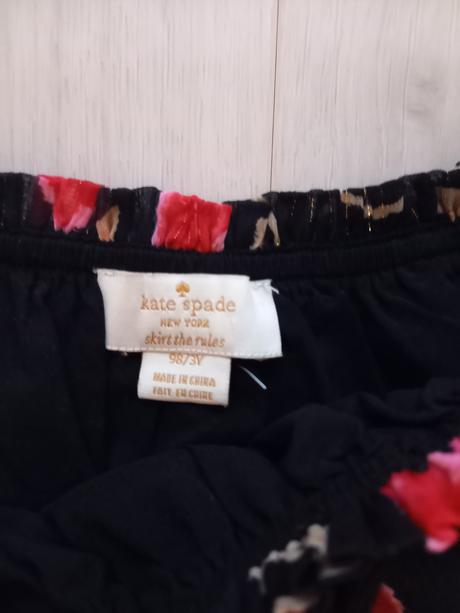 kate spade
NEW YORK
skirt the rules
98/3Y
MADE IN CHINA
FAIT EN CHINE